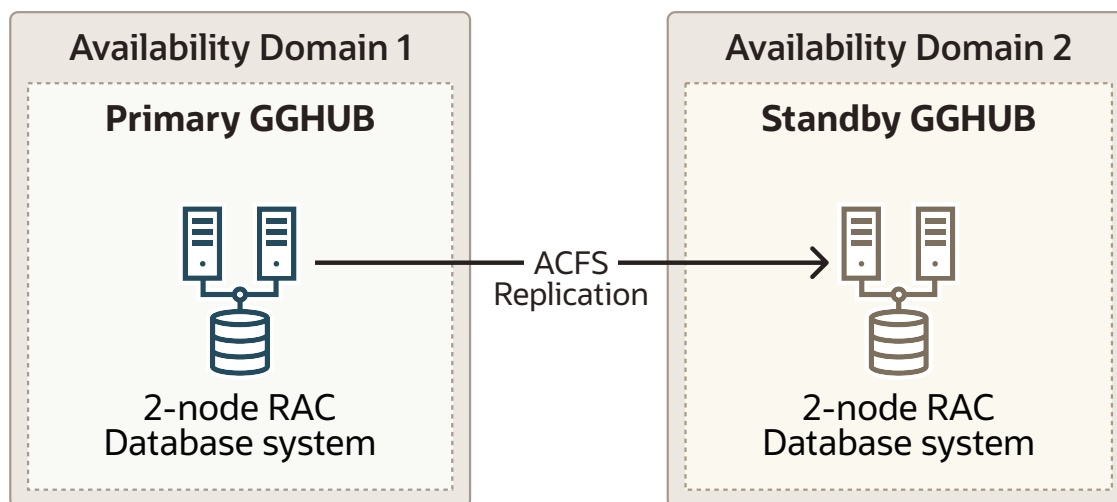 Availability Domain 1
Primary GGHUB
2-node RAC
Database system
ACFS
Replication
Availability Domain 2
Standby GGHUB
2-node RAC
Database system